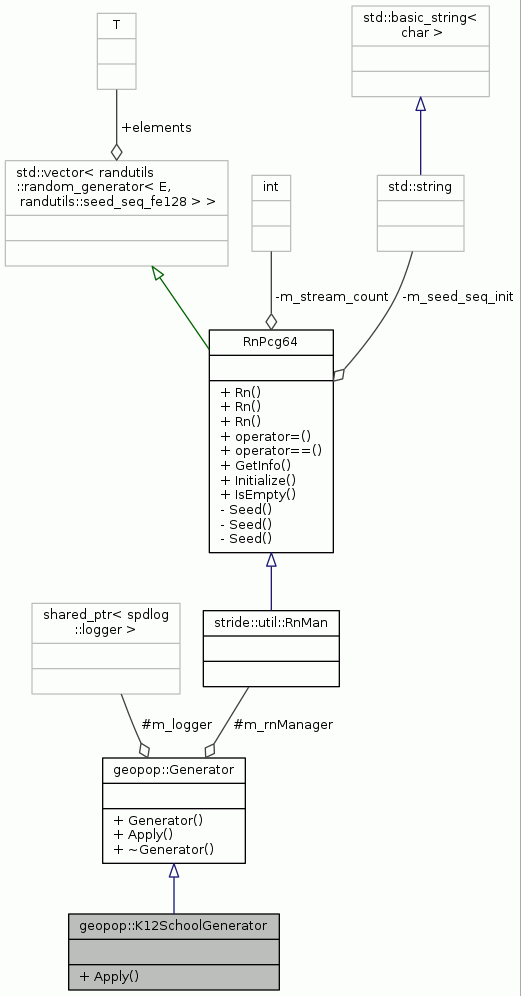 T
std::basic_string<
char >
+elements
std::vector< randutils
::random_generator< E,
randutils::seed_seq_fe128 > >
int
std::string
-m_stream_count
-m_seed_seq_init
RnPcg64
+ Rn()
+ Rn()
+ Rn()
+ operator=()
+ operator==()
+ GetInfo()
+ Initialize()
+ IsEmpty()
- Seed()
- Seed()
- Seed()
shared_ptr< spdlog
::logger >
stride::util::RnMan
#m_logger
#m_rnManager
geopop::Generator
+ Generator()
+ Apply()
+ ~Generator()
geopop::K12SchoolGenerator
+ Apply()